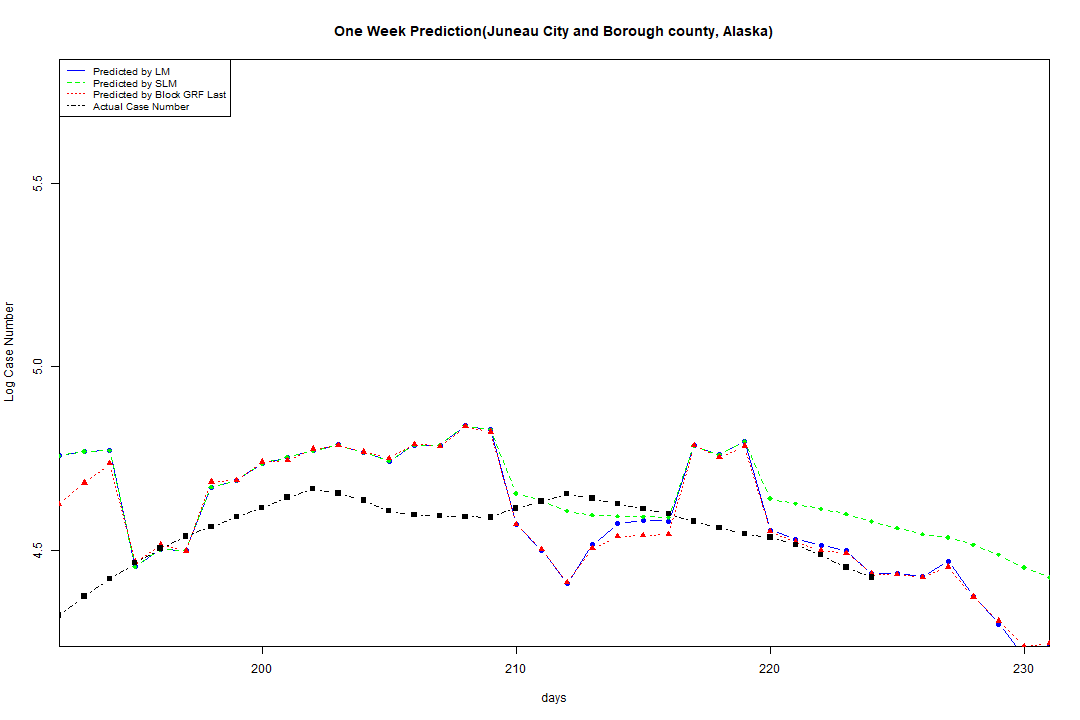 One Week Prediction(Juneau City and Borough county, Alaska)
Predicted by LM
Predicted by SLM
Predicted by Block GRF Last
Actual Case Number
5.5
5.0
4.5
Log Case Number
200
210
220
230
days